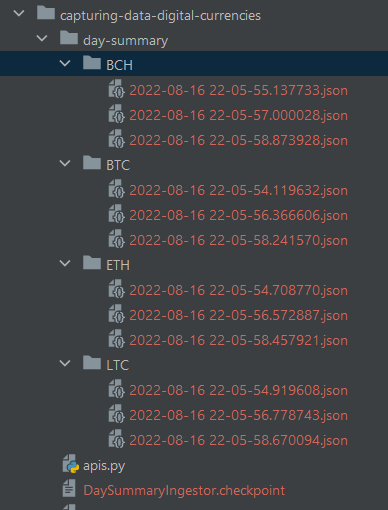 capturing-data-digital-currencies
day-summary
BCH
2022-08-16 22-05-55.137733.json
2022-08-16 22-05-57.000028.json
2022-08-16 22-05-58.873928.json
BTC
2022-08-16 22-05-54.119632.json
2022-08-16 22-05-56.366606.json
2022-08-16 22-05-58.241570.json
ETH
2022-08-16 22-05-54.708770.json
2022-08-16 22-05-56.572887.json
2022-08-16 22-05-58.457921.json
LTC
2022-08-16 22-05-54.919608.json
2022-08-16 22-05-56.778743.json
2022-08-16 22-05-58.670094.json
apis.py
DaySummaryIngestor.checkpoint